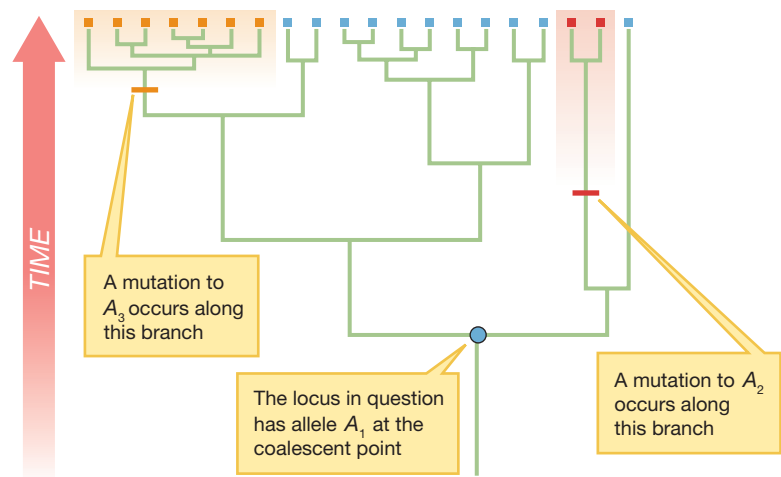 TIME
A mutation to
A₃ occurs along
this branch
The locus in question
has allele A₁ at the
coalescent point
A mutation to A₂
occurs along
this branch